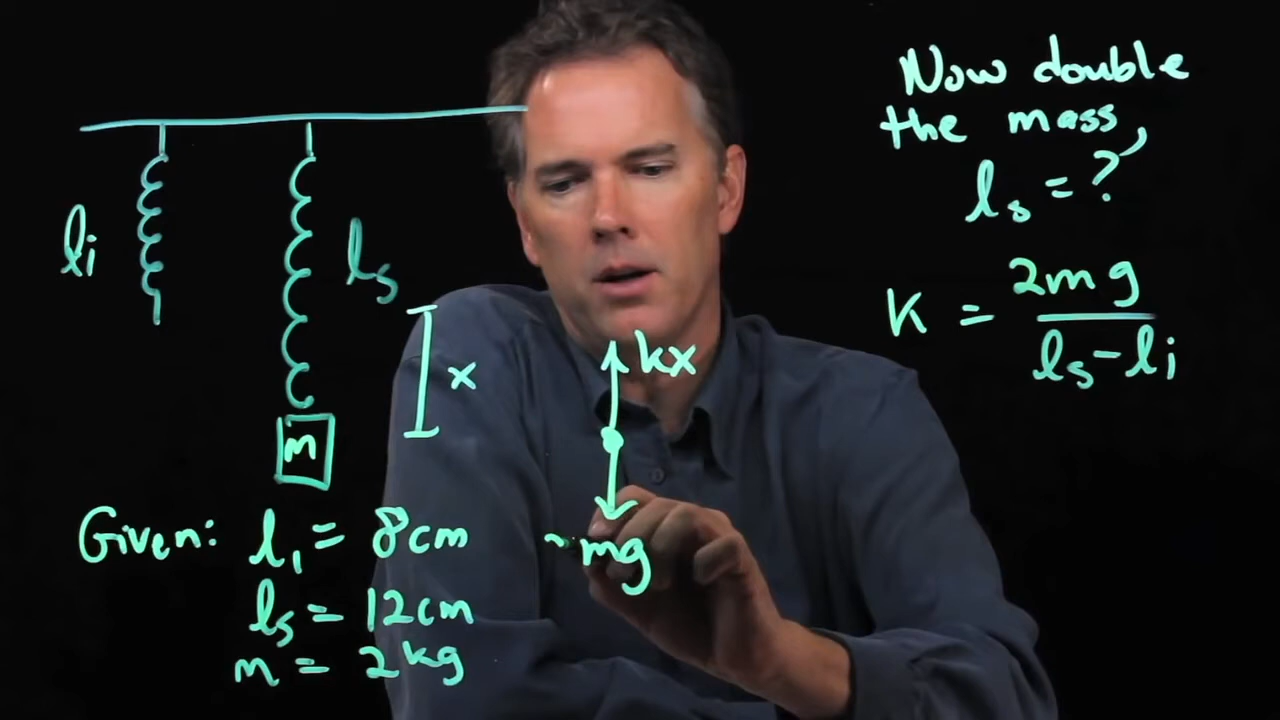 Now double
the mass,
ls = ?
K = 2mg / ls - li
li
ls
x
kx
m
mg
Given: l1 = 8cm
ls = 12cm
m = 2kg